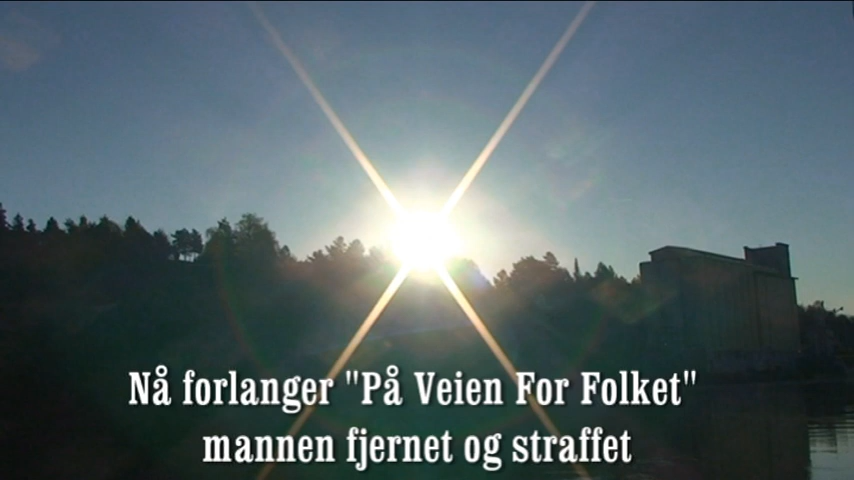 Nå forlanger "På Veien For Folket"
mannen fjernet og straffet